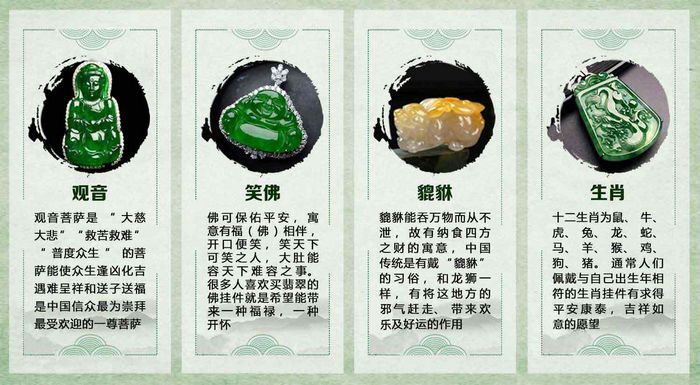 观音
观音菩萨是 “ 大慈
大悲”“救苦救难”
“ 普度众生 ” 的菩
萨能使众生逢凶化吉
遇难呈祥和送子送福
是中国信众最为崇拜
最受欢迎的一尊菩萨
笑佛
佛可保佑平安，寓
意有福（佛）相伴，
开口便笑，笑天下
可笑之人，大肚能
容天下难容之事。
很多人喜欢买翡翠的
佛挂件就是希望能带
来一种福禄，一种
开怀
貔貅
貔貅能吞万物而从不
泄，故有纳食四方
之财的寓意，中国
传统是有戴“貔貅”
的习俗，和龙狮一
样，有将这地方的
邪气赶走、带来欢
乐及好运的作用
生肖
十二生肖为鼠、牛、
虎、兔、龙、蛇、
马、羊、猴、鸡、
狗、猪。通常人们
佩戴与自己出生年相
符的生肖挂件有求得
平安康泰，吉祥如
意的愿望